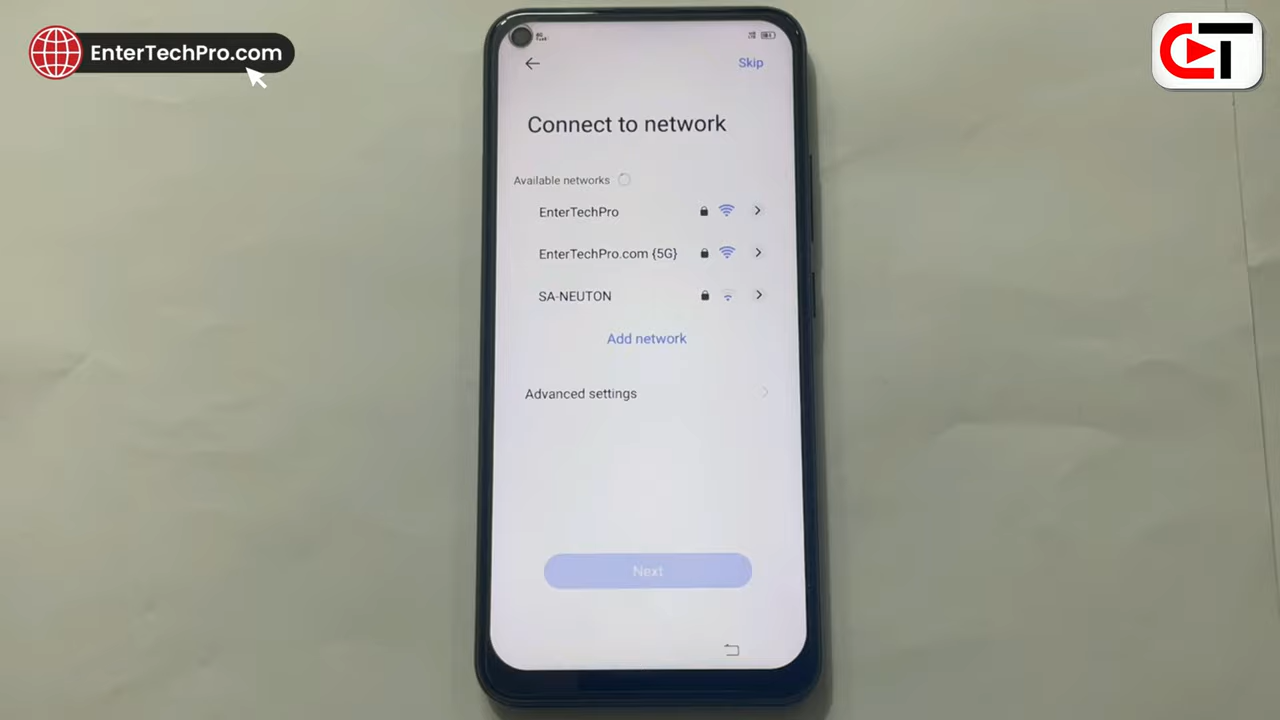 EnterTechPro.com
CT
Skip
Connect to network
Available networks
EnterTechPro
EnterTechPro.com {5G}
SA-NEUTON
Add network
Advanced settings
Next